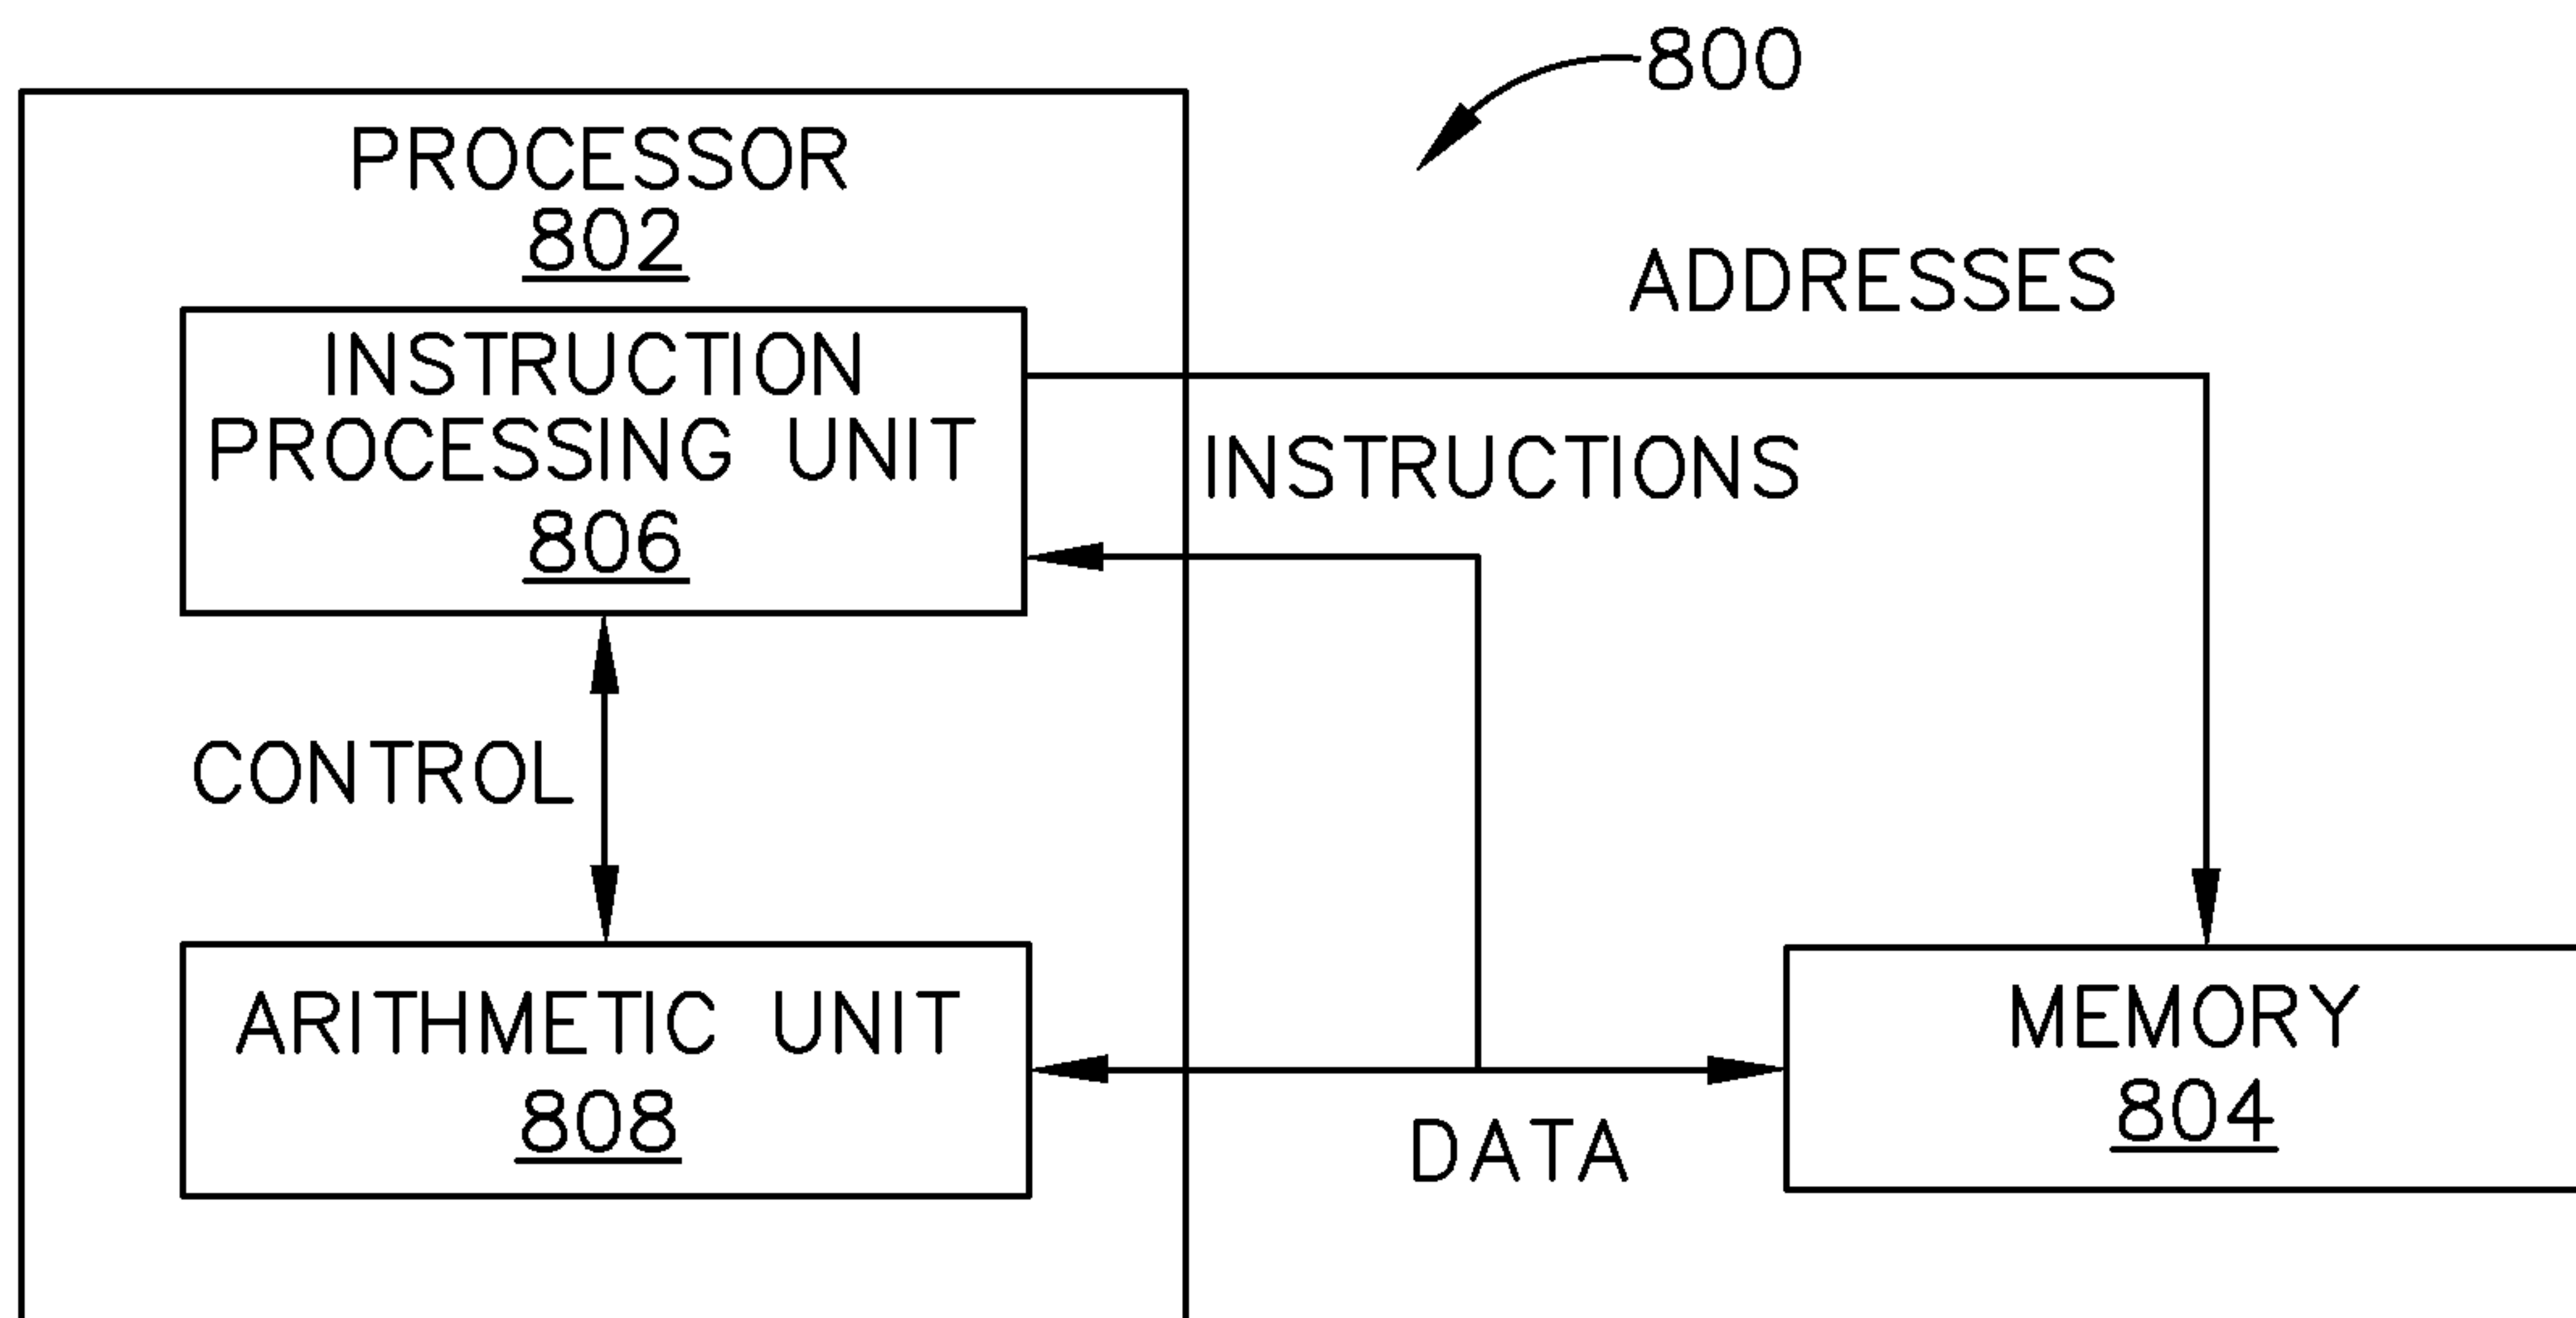 800
PROCESSOR
802
ADDRESSES
INSTRUCTION
PROCESSING UNIT
806
INSTRUCTIONS
CONTROL
ARITHMETIC UNIT
808
DATA
MEMORY
804